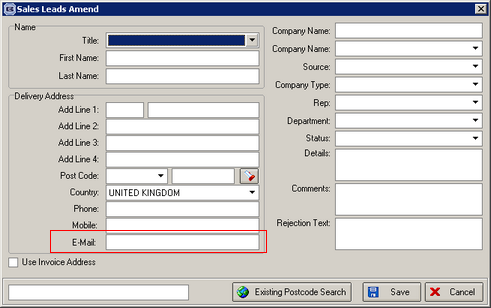 Sales Leads Amend
Name
Title:
First Name:
Last Name:
Delivery Address
Add Line 1:
Add Line 2:
Add Line 3:
Add Line 4:
Post Code:
Country: UNITED KINGDOM
Phone:
Mobile:
E-Mail:
Use Invoice Address
Company Name:
Company Name:
Source:
Company Type:
Rep:
Department:
Status:
Details:
Comments:
Rejection Text:
Existing Postcode Search
Save
Cancel